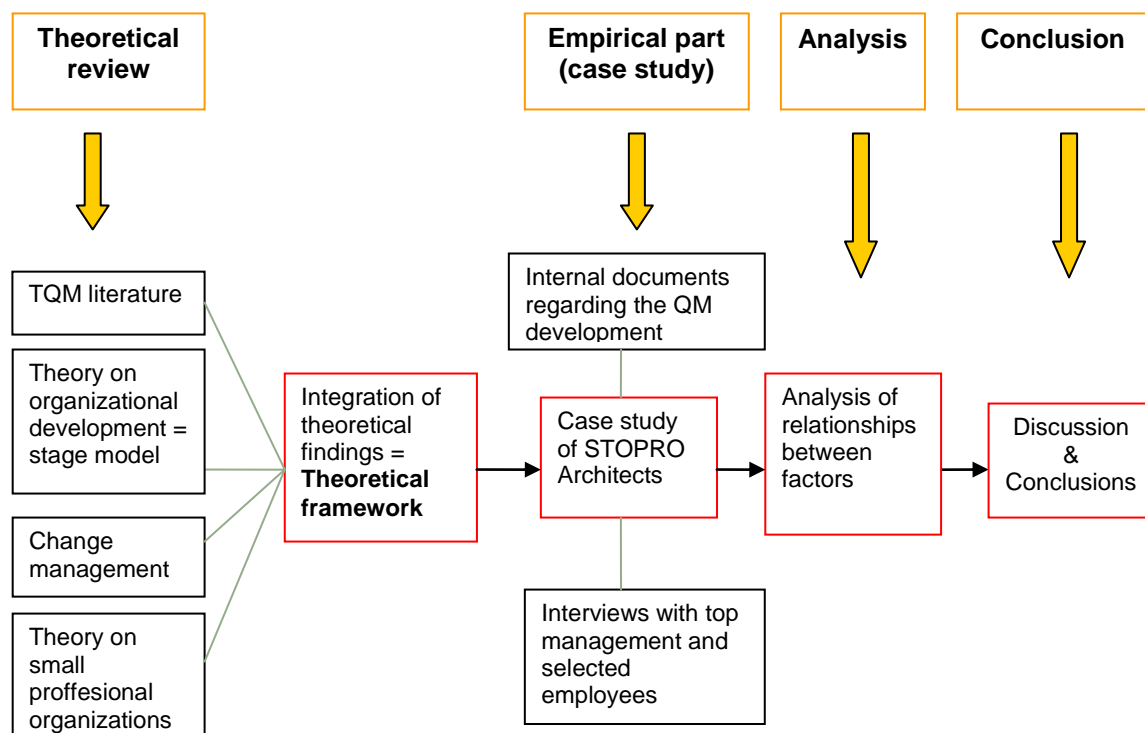 Theoretical
review
Empirical part
(case study)
Analysis
Conclusion
TQM literature
Theory on
organizational
development =
stage model
Change
management
Theory on
small
proffesional
organizations
Integration of
theoretical
findings =
Theoretical
framework
Internal documents
regarding the QM
development
Case study
of STOPRO
Architects
Interviews with top
management and
selected
employees
Analysis of
relationships
between
factors
Discussion
&
Conclusions